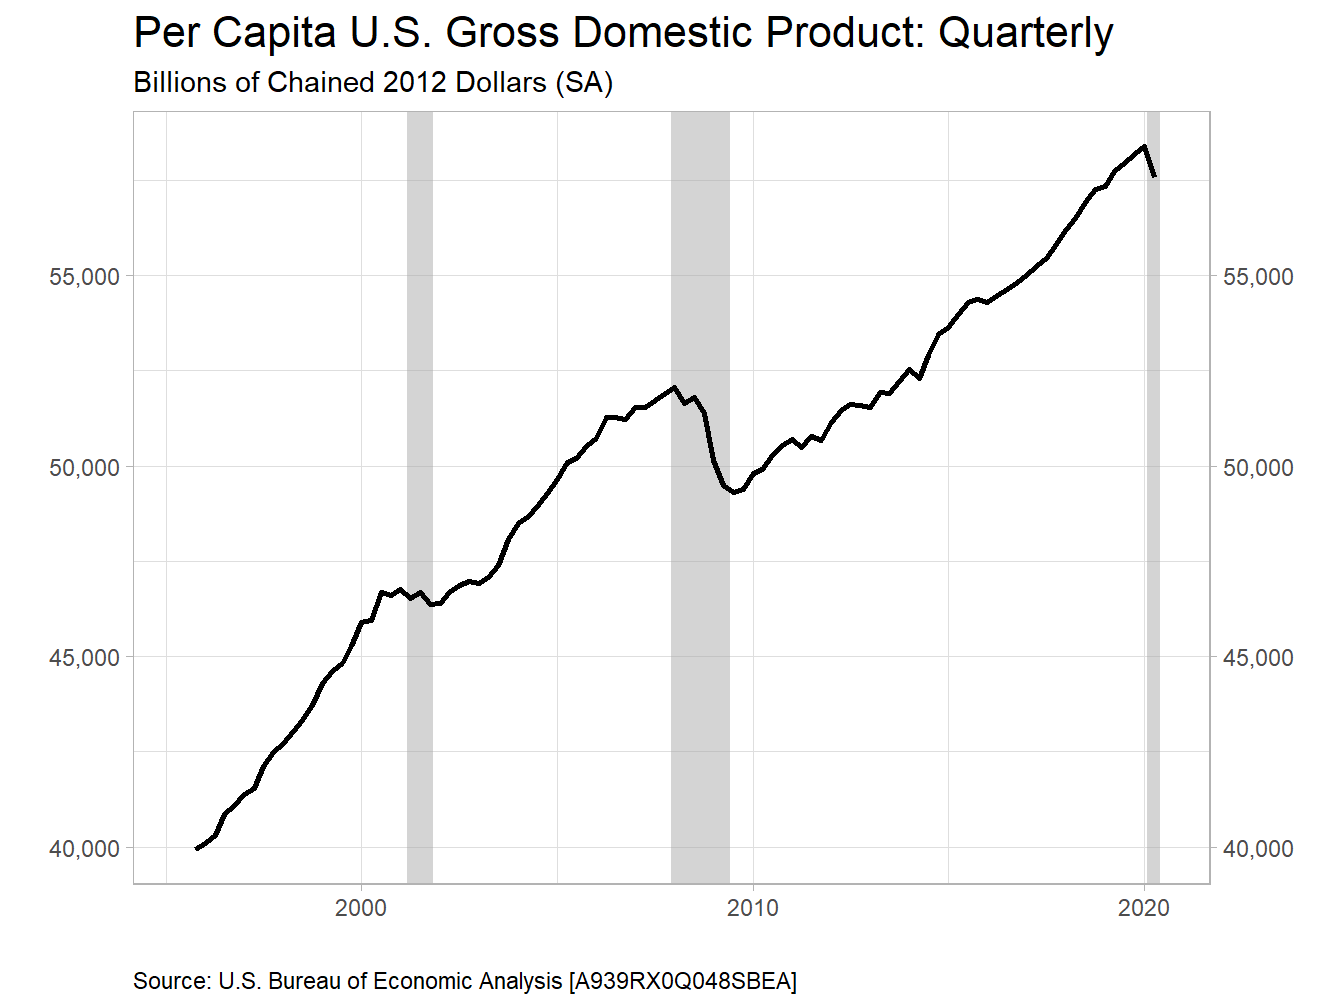 Per Capita U.S. Gross Domestic Product: Quarterly
Billions of Chained 2012 Dollars (SA)
55,000 55,000
50,000 50,000
45,000 45,000
40,000 40,000
2000 2010 2020
Source: U.S. Bureau of Economic Analysis [A939RX0Q048SBEA]